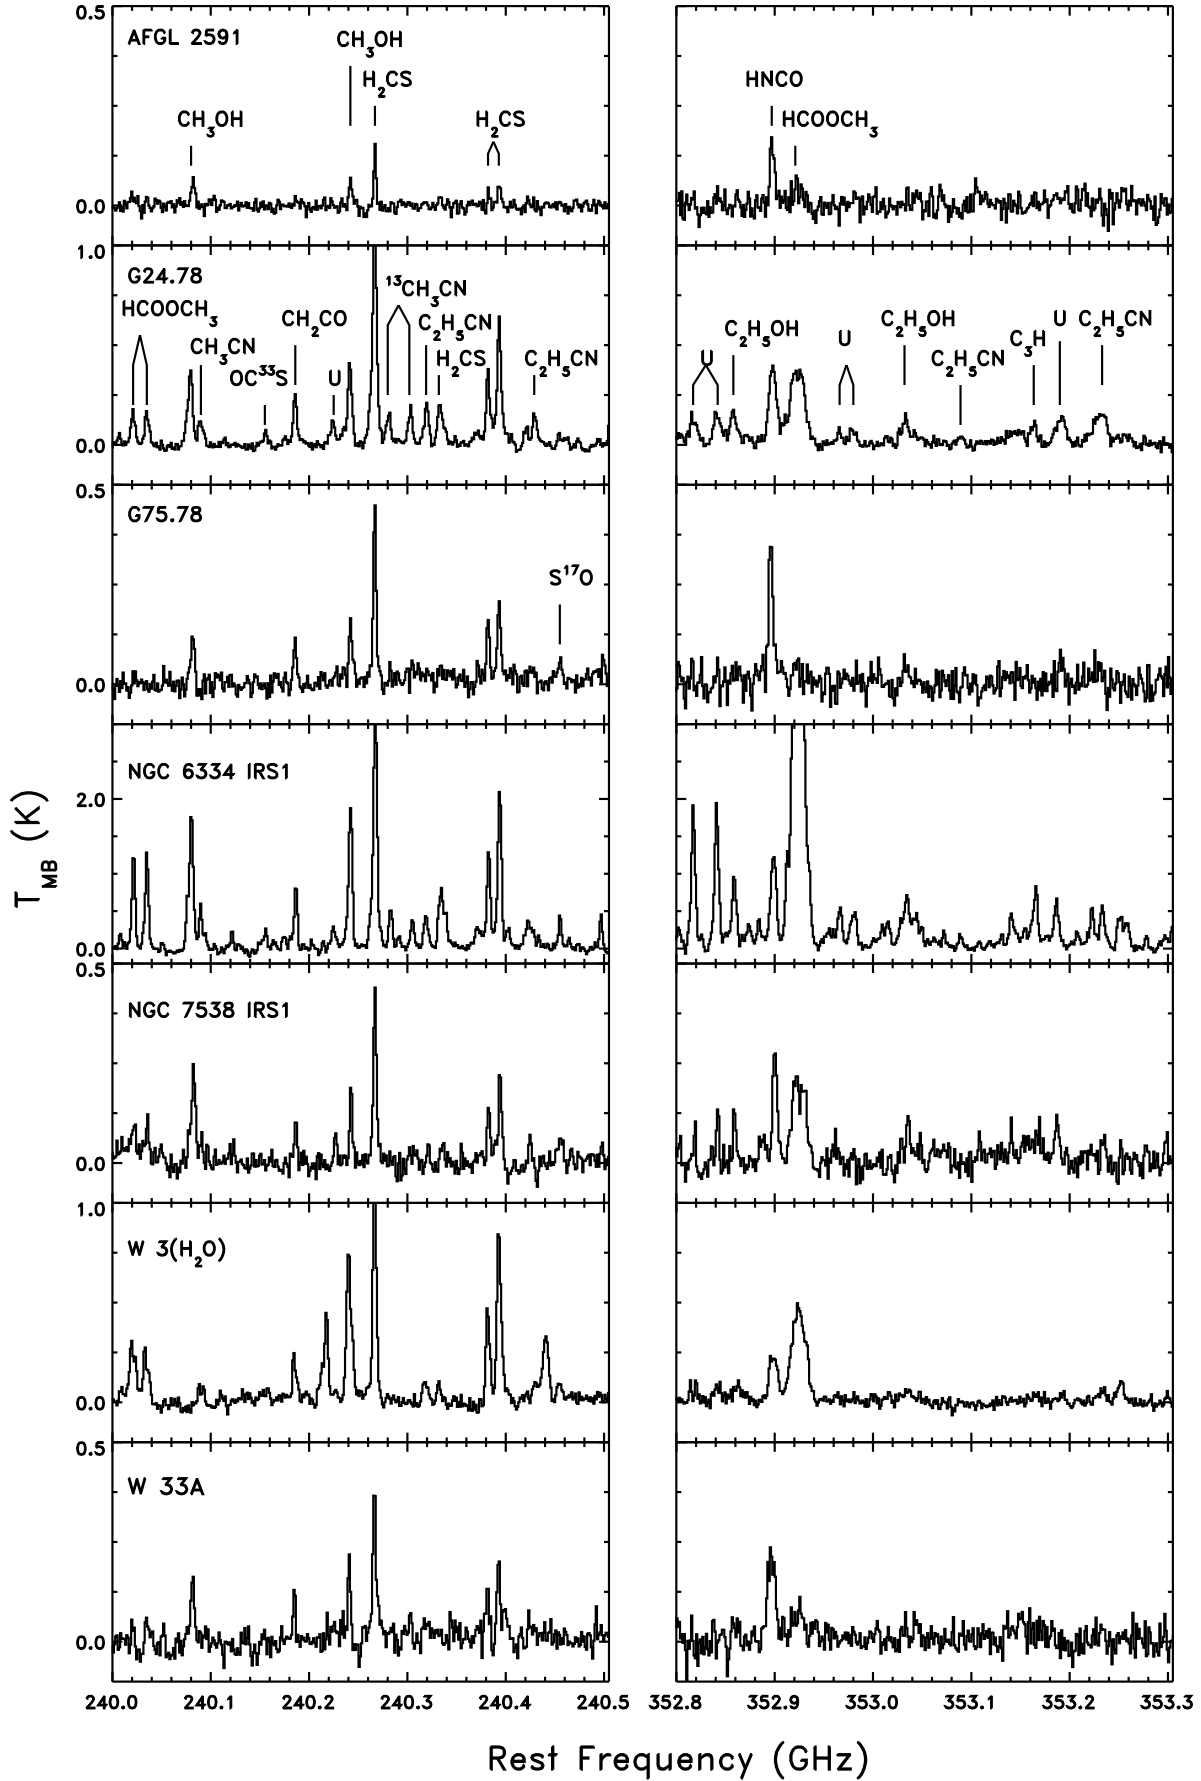 0.5
AFGL 2591
CH₃OH
H₂CS
CH₃OH
H₂CS
0.0
HNCO
HCOOCH₃
1.0
G24.78
HCOOCH₃
CH₃CN
OC³³S
CH₂CO
U
¹³CH₃CN
C₂H₅CN
H₂CS
C₂H₅CN
0.0
U
C₂H₅OH
U
C₂H₅OH
C₂H₅CN
C₃H
U
C₂H₅CN
0.5
G75.78
S¹⁷O
0.0
NGC 6334 IRS1
2.0
0.0
T_MB (K)
0.5
NGC 7538 IRS1
0.0
1.0
W 3(H₂O)
0.0
0.5
W 33A
0.0
240.0 240.1 240.2 240.3 240.4 240.5
352.8 352.9 353.0 353.1 353.2 353.3
Rest Frequency (GHz)